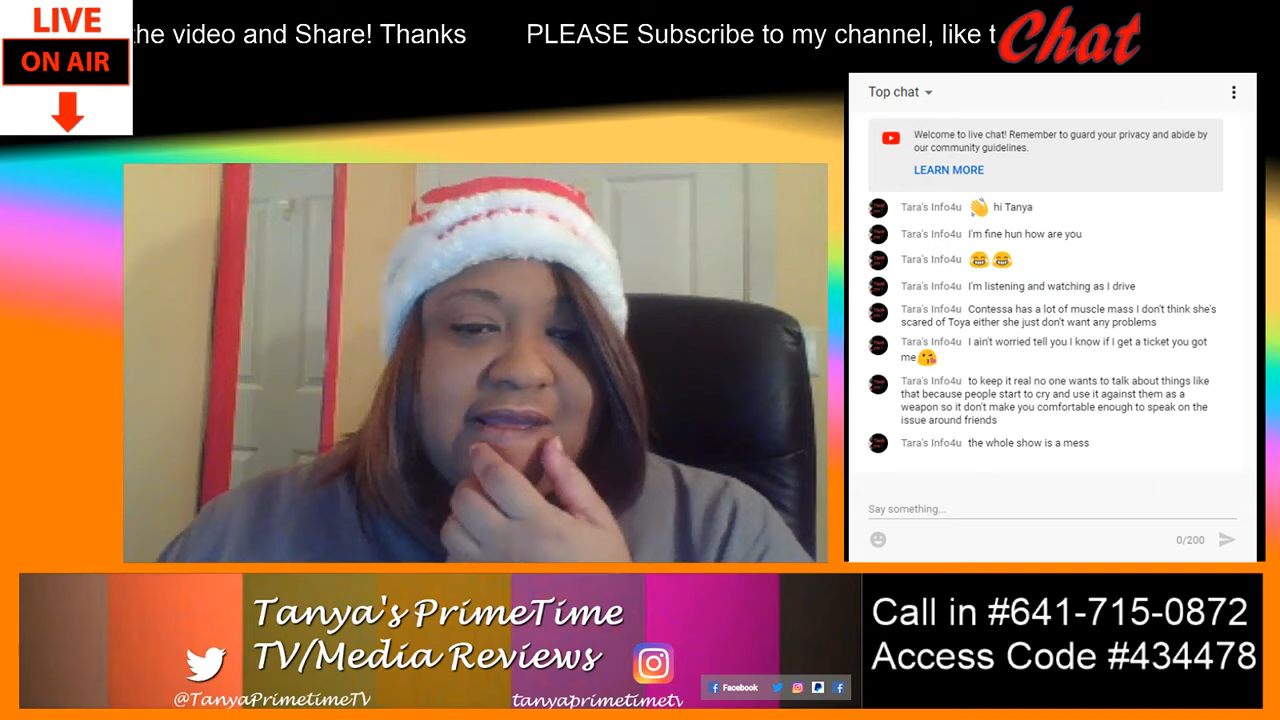 LIVE
ON AIR
the video and Share! Thanks PLEASE Subscribe to my channel, like t
Chat
Top chat
Welcome to live chat! Remember to guard your privacy and abide by
our community guidelines.
LEARN MORE
Tara's Info4u 👋 hi Tanya
Tara's Info4u I'm fine hun how are you
Tara's Info4u 😂 😂
Tara's Info4u I'm listening and watching as I drive
Tara's Info4u Contessa has a lot of muscle mass I don't think she's
scared of Toya either she just don't want any problems
Tara's Info4u I ain't worried tell you I know if I get a ticket you got
me😘
Tara's Info4u to keep it real no one wants to talk about things like
that because people start to cry and use it against them as a
weapon so it don't make you comfortable enough to speak on the
issue around friends
Tara's Info4u the whole show is a mess
Say something...
0/200
Tanya's PrimeTime
TV/Media Reviews
@TanyaPrimetimeTV
tanyaprimetimetv
Facebook
Call in #641-715-0872
Access Code #434478